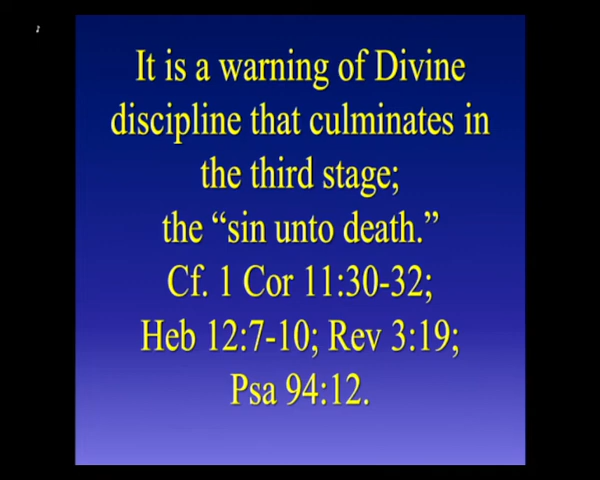 It is a warning of Divine
discipline that culminates in
the third stage;
the “sin unto death.”
Cf. 1 Cor 11:30-32;
Heb 12:7-10; Rev 3:19;
Psa 94:12.